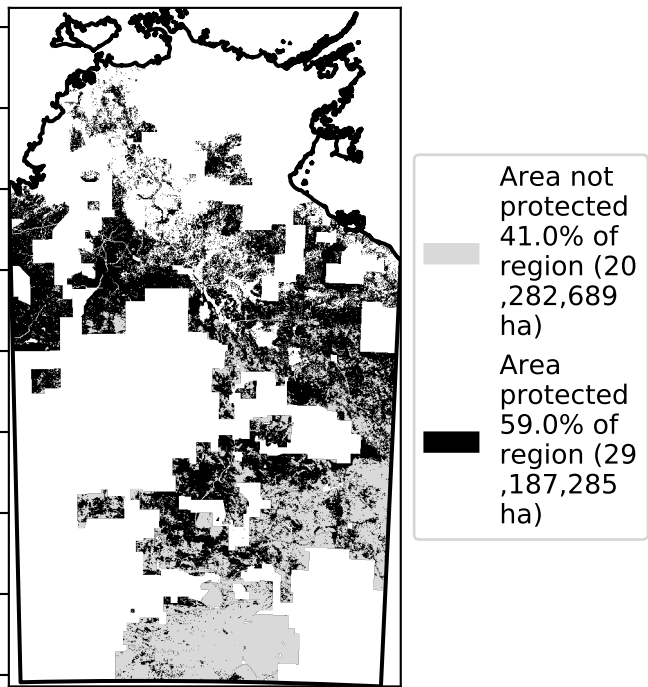 Area not
protected
41.0% of
region (20
,282,689
ha)
Area
protected
59.0% of
region (29
,187,285
ha)